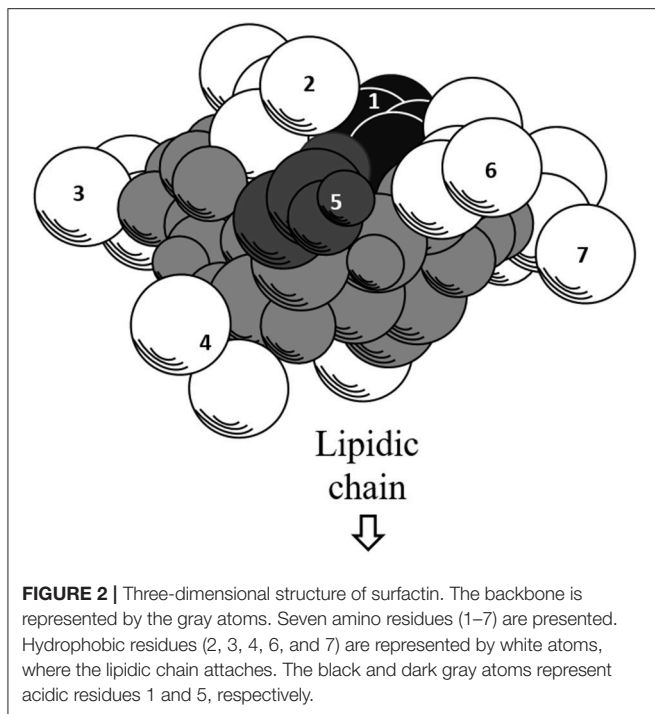 2
1
6
3
5
7
4
Lipidic
chain
FIGURE 2 | Three-dimensional structure of surfactin. The backbone is
represented by the gray atoms. Seven amino residues (1–7) are presented.
Hydrophobic residues (2, 3, 4, 6, and 7) are represented by white atoms,
where the lipidic chain attaches. The black and dark gray atoms represent
acidic residues 1 and 5, respectively.